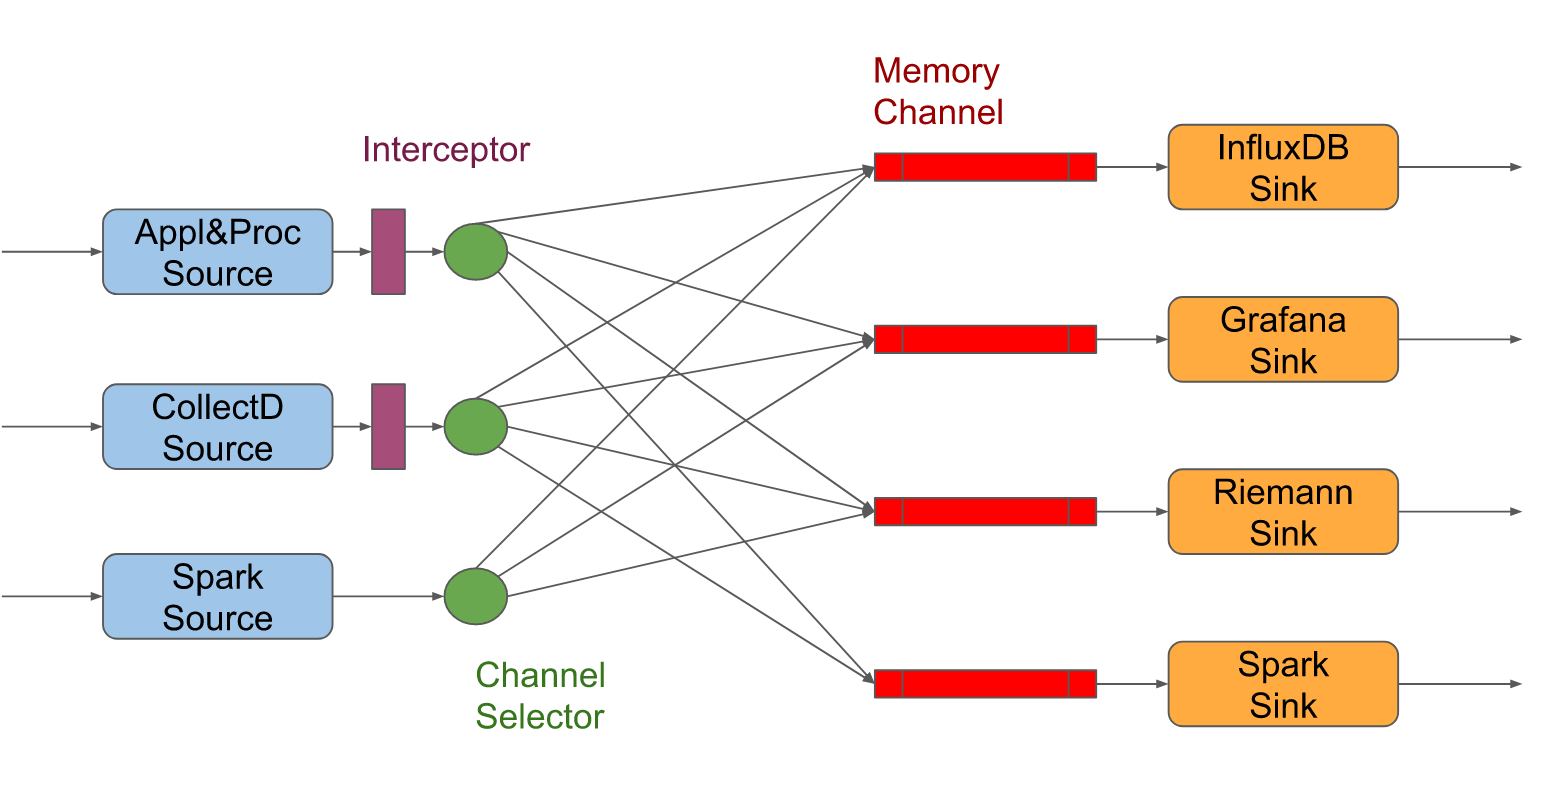 Memory
Channel
Interceptor
InfluxDB
Sink
Appl&Proc
Source
Grafana
Sink
CollectD
Source
Riemann
Sink
Spark
Source
Channel
Selector
Spark
Sink